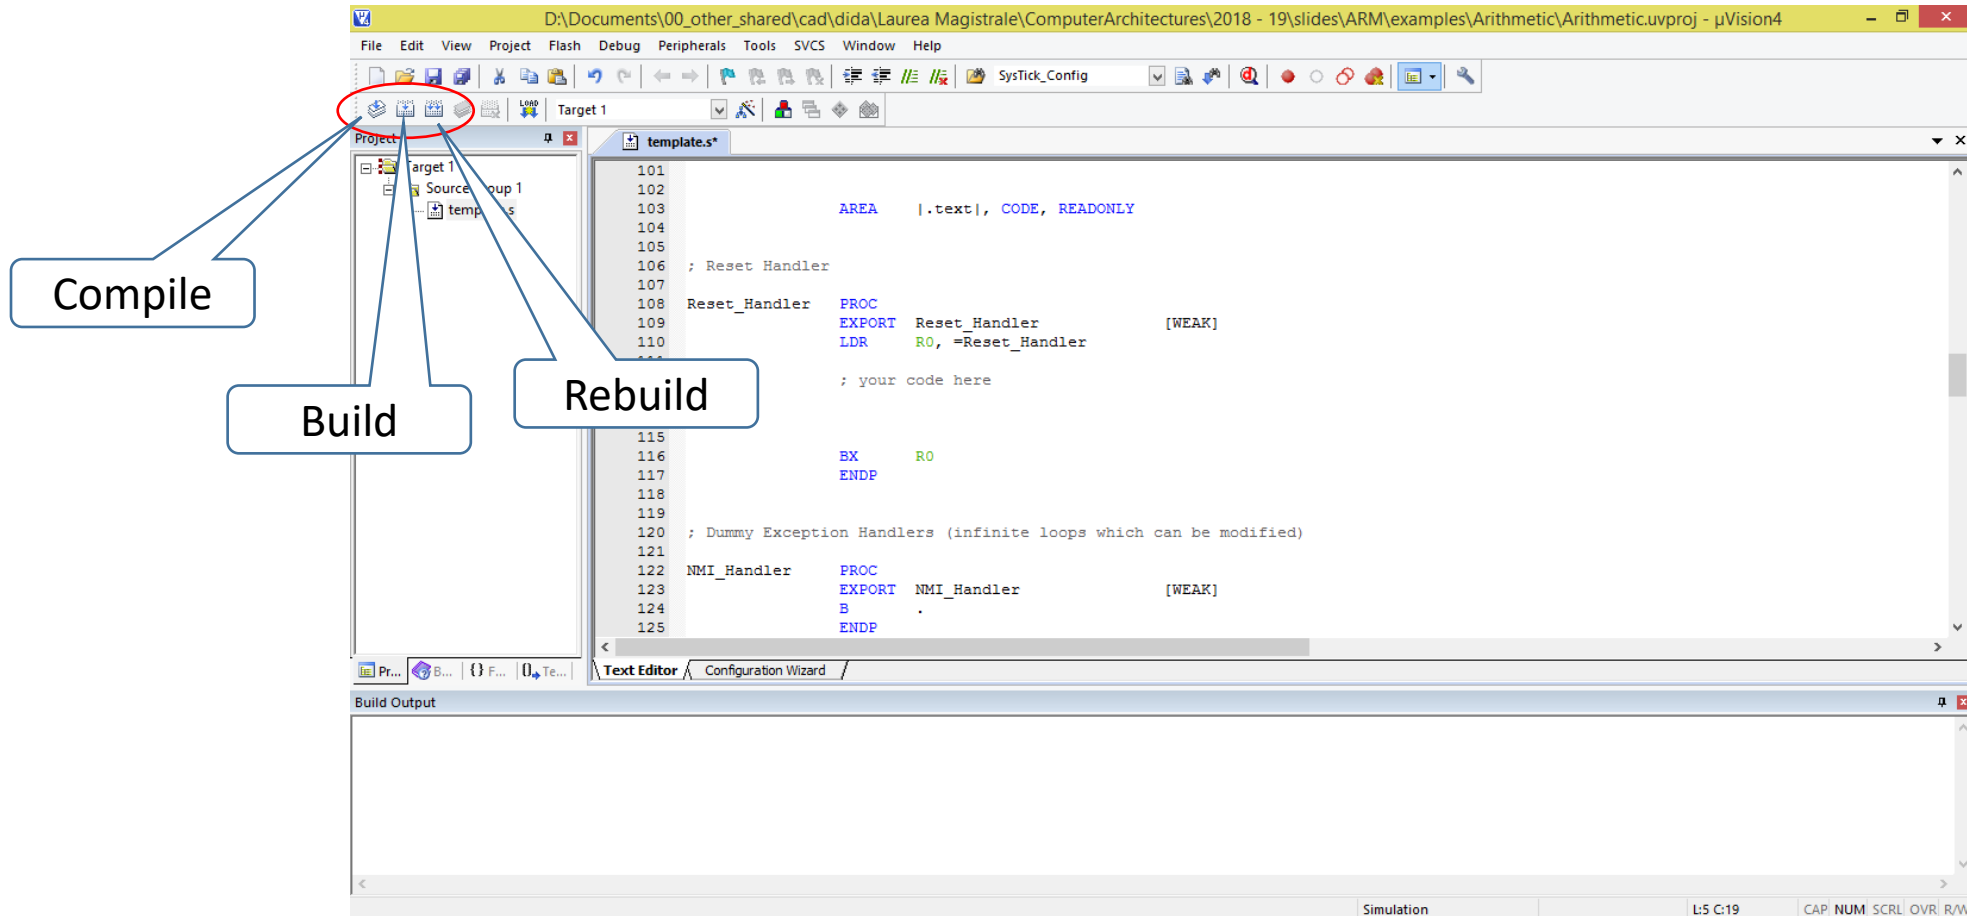 D:\Documents\00_other_shared\cad\dida\Laurea Magistrale\ComputerArchitectures\2018 - 19\slides\ARM\examples\Arithmetic\Arithmetic.uvproj - µVision4
File Edit View Project Flash Debug Peripherals Tools SVCS Window Help
SysTick_Config
LOAD Target 1
Project
template.s*
Target 1
Source Group 1
Compile
Build
Rebuild
101
102
103 AREA |.text|, CODE, READONLY
104
105
106 ; Reset Handler
107
108 Reset_Handler PROC
109 EXPORT Reset_Handler [WEAK]
110 LDR R0, =Reset_Handler
; your code here
115
116 BX R0
117 ENDP
118
119
120 ; Dummy Exception Handlers (infinite loops which can be modified)
121
122 NMI_Handler PROC
123 EXPORT NMI_Handler [WEAK]
124 B .
125 ENDP
Pr... B... {} F... Te...
Text Editor Configuration Wizard
Build Output
Simulation L:5 C:19 CAP NUM SCRL OVR R/W